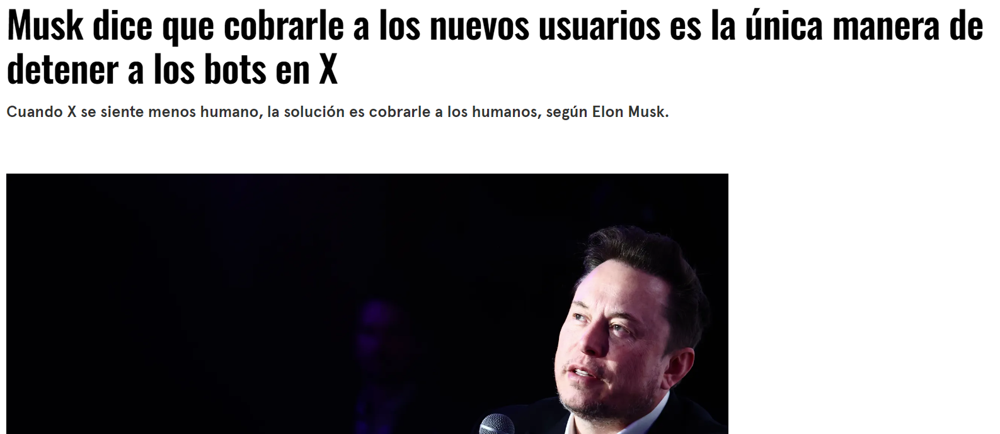 Musk dice que cobrarle a los nuevos usuarios es la única manera de
detener a los bots en X
Cuando X se siente menos humano, la solución es cobrarle a los humanos, según Elon Musk.